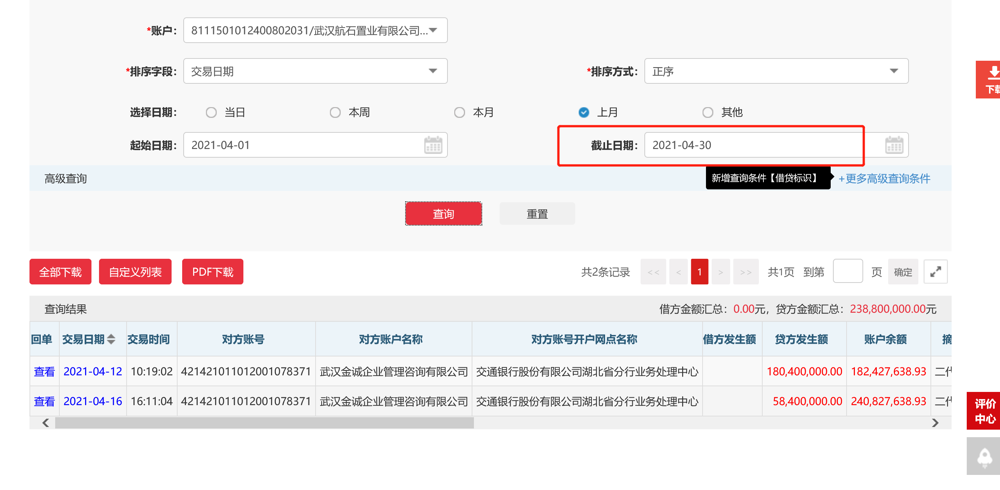 *账户： 8111501012400802031/武汉航石置业有限公司...
*排序字段： 交易日期 *排序方式： 正序
下载
选择日期： 当日 本周 本月 上月 其他
起始日期： 2021-04-01 截止日期： 2021-04-30
高级查询 新增查询条件【借贷标识】 +更多高级查询条件
查询 重置
全部下载 自定义列表 PDF下载 共2条记录 << < 1 > >> 共1页 到第 页 确定
查询结果 借方金额汇总：0.00元，贷方金额汇总：238,800,000.00元
回单 交易日期 交易时间 对方账号 对方账户名称 对方账号开户网点名称 借方发生额 贷方发生额 账户余额 摘
查看 2021-04-12 10:19:02 421421011012001078371 武汉金诚企业管理咨询有限公司 交通银行股份有限公司湖北省分行业务处理中心 180,400,000.00 182,427,638.93 二代
查看 2021-04-16 16:11:04 421421011012001078371 武汉金诚企业管理咨询有限公司 交通银行股份有限公司湖北省分行业务处理中心 58,400,000.00 240,827,638.93 二代
评价
中心